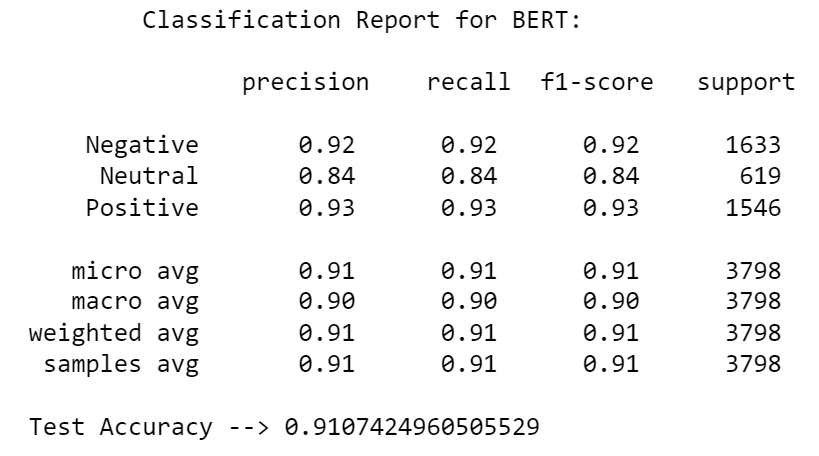 Classification Report for BERT:
precision recall f1-score support
Negative 0.92 0.92 0.92 1633
Neutral 0.84 0.84 0.84 619
Positive 0.93 0.93 0.93 1546
micro avg 0.91 0.91 0.91 3798
macro avg 0.90 0.90 0.90 3798
weighted avg 0.91 0.91 0.91 3798
samples avg 0.91 0.91 0.91 3798
Test Accuracy --> 0.9107424960505529